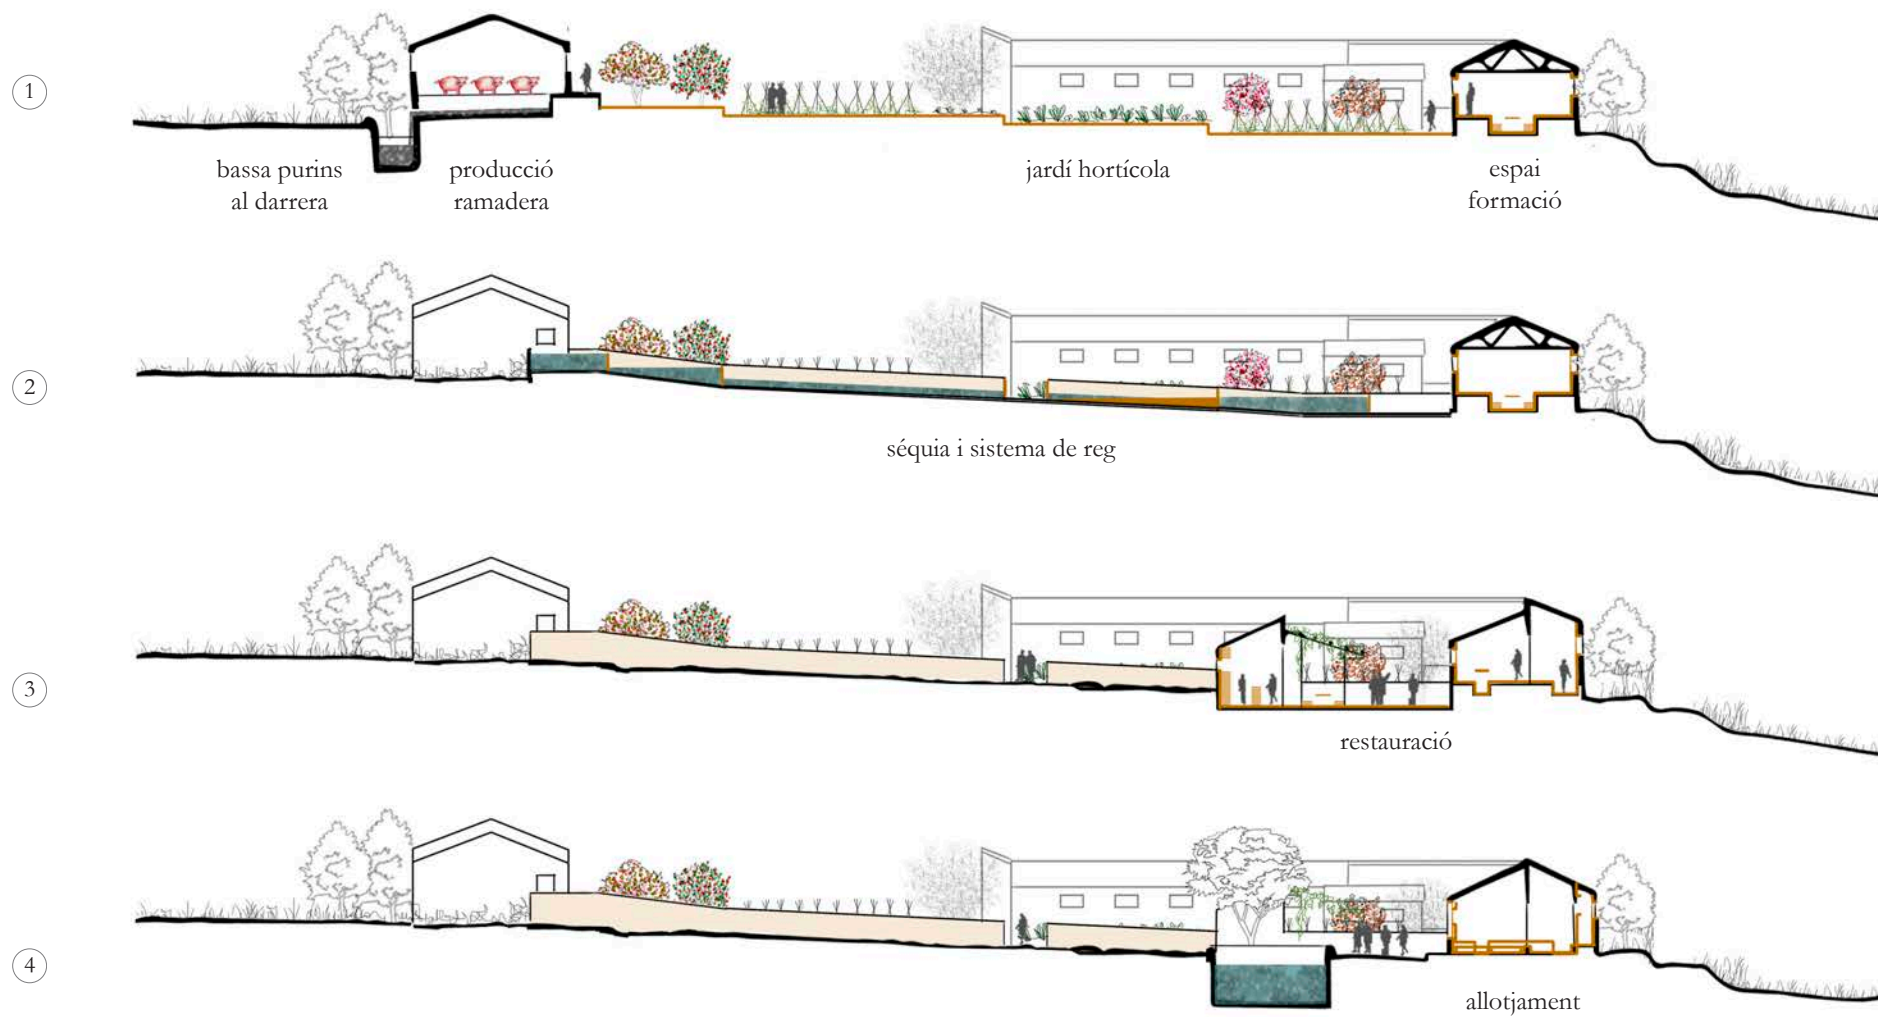 1
bassa purins
al darrera
producció
ramadera
jardí hortícola
espai
formació
2
séquia i sistema de reg
3
restauració
4
allotjament